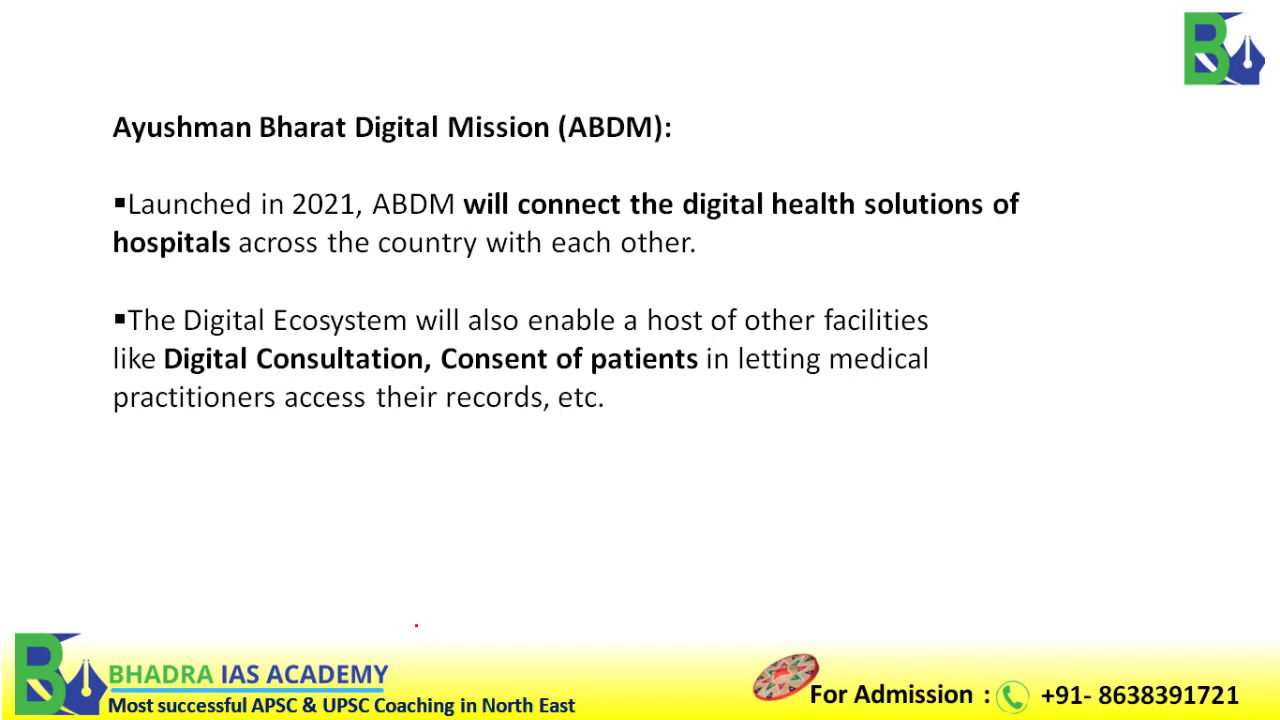 Ayushman Bharat Digital Mission (ABDM):
▪Launched in 2021, ABDM will connect the digital health solutions of
hospitals across the country with each other.
▪The Digital Ecosystem will also enable a host of other facilities
like Digital Consultation, Consent of patients in letting medical
practitioners access their records, etc.
BHADRA IAS ACADEMY
Most successful APSC & UPSC Coaching in North East
For Admission : +91- 8638391721